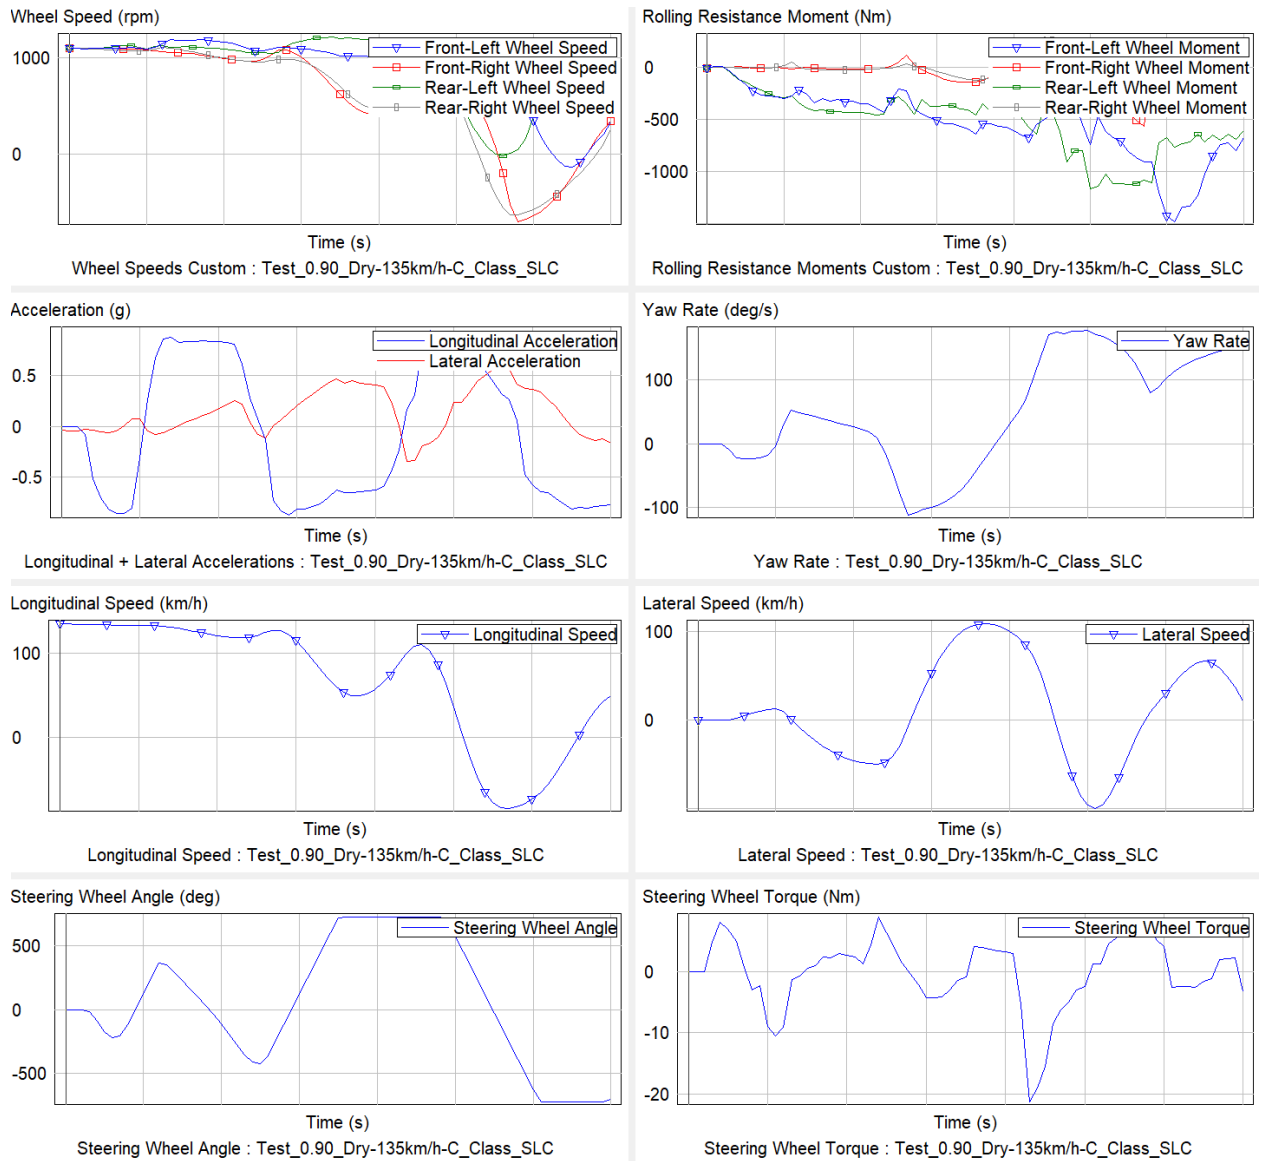 Wheel Speed (rpm)
1000
0
Front-Left Wheel Speed
Front-Right Wheel Speed
Rear-Left Wheel Speed
Rear-Right Wheel Speed
Time (s)
Wheel Speeds Custom : Test_0.90_Dry-135km/h-C_Class_SLC
Rolling Resistance Moment (Nm)
0
-500
-1000
Front-Left Wheel Moment
Front-Right Wheel Moment
Rear-Left Wheel Moment
Rear-Right Wheel Moment
Time (s)
Rolling Resistance Moments Custom : Test_0.90_Dry-135km/h-C_Class_SLC
Acceleration (g)
0.5
0
-0.5
Longitudinal Acceleration
Lateral Acceleration
Time (s)
Longitudinal + Lateral Accelerations : Test_0.90_Dry-135km/h-C_Class_SLC
Yaw Rate (deg/s)
100
0
-100
Yaw Rate
Time (s)
Yaw Rate : Test_0.90_Dry-135km/h-C_Class_SLC
Longitudinal Speed (km/h)
100
0
Longitudinal Speed
Time (s)
Longitudinal Speed : Test_0.90_Dry-135km/h-C_Class_SLC
Lateral Speed (km/h)
100
0
Lateral Speed
Time (s)
Lateral Speed : Test_0.90_Dry-135km/h-C_Class_SLC
Steering Wheel Angle (deg)
500
0
-500
Steering Wheel Angle
Time (s)
Steering Wheel Angle : Test_0.90_Dry-135km/h-C_Class_SLC
Steering Wheel Torque (Nm)
0
-10
-20
Steering Wheel Torque
Time (s)
Steering Wheel Torque : Test_0.90_Dry-135km/h-C_Class_SLC